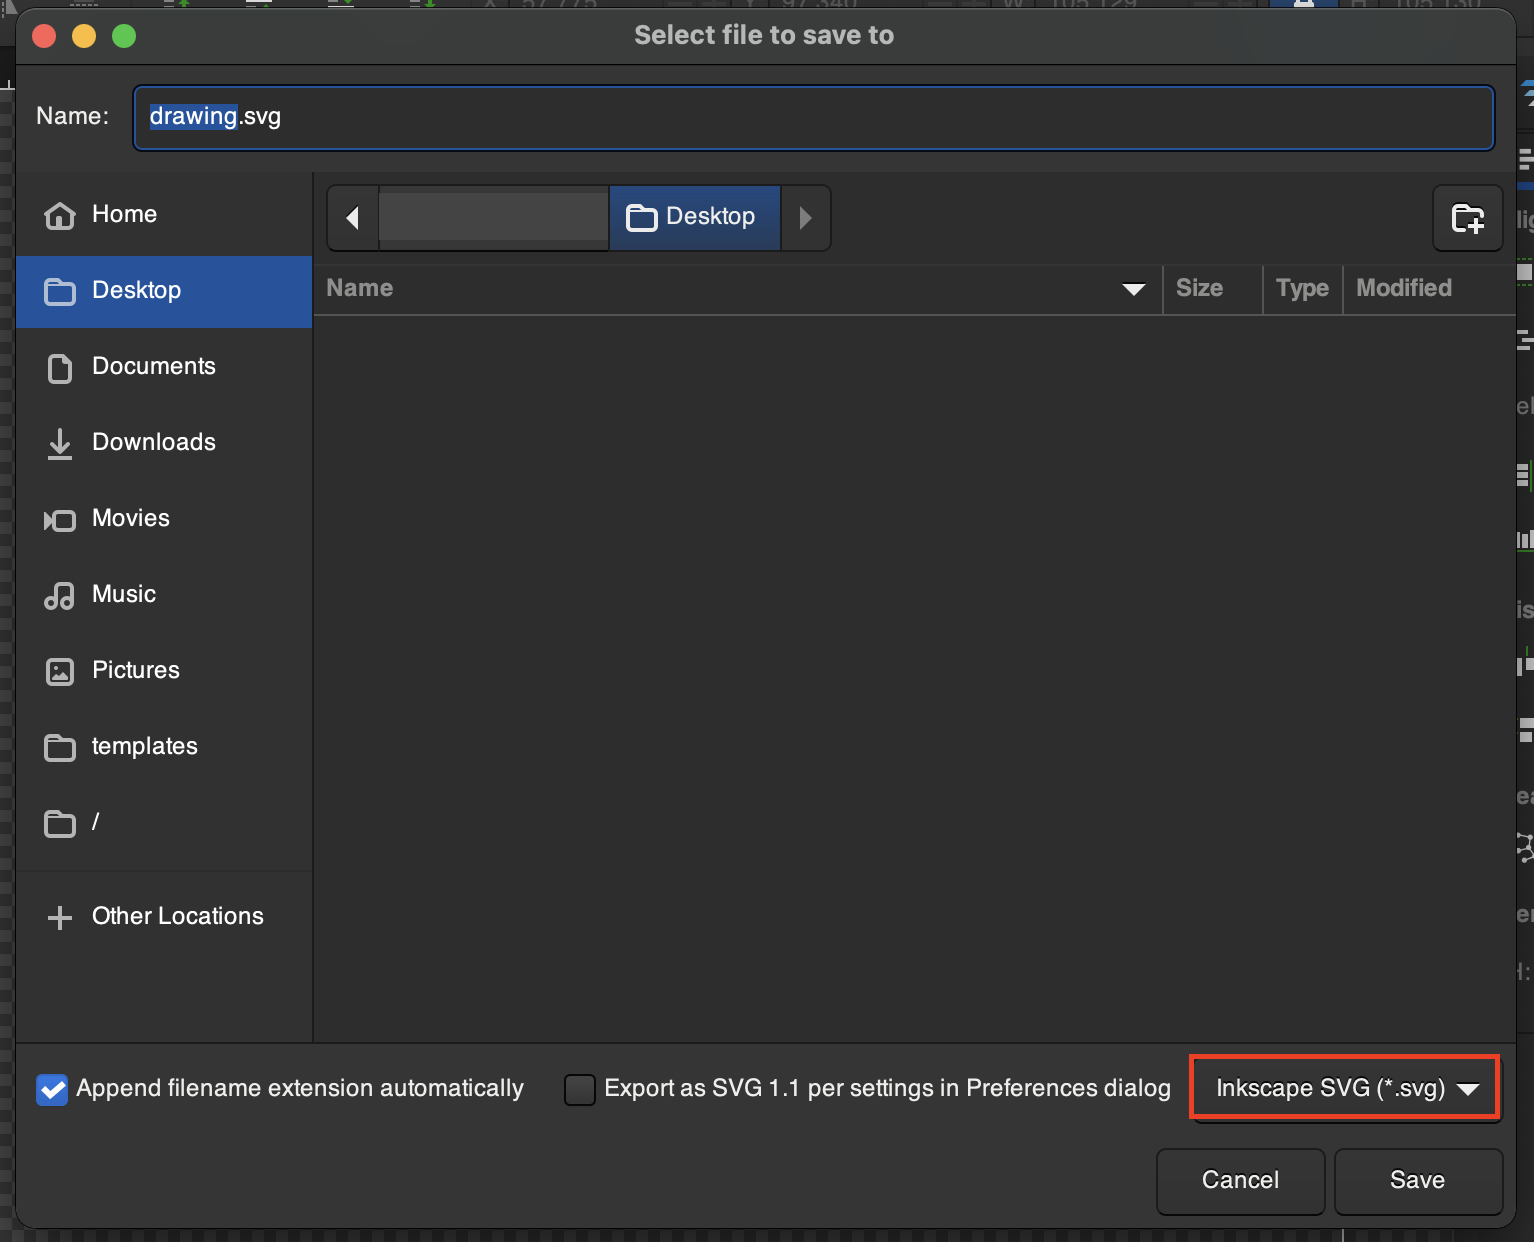 Select file to save to
Name: drawing.svg
Home
Desktop
Documents
Downloads
Movies
Music
Pictures
templates
/
Other Locations
Desktop
Name Size Type Modified
Append filename extension automatically Export as SVG 1.1 per settings in Preferences dialog Inkscape SVG (*.svg)
Cancel Save